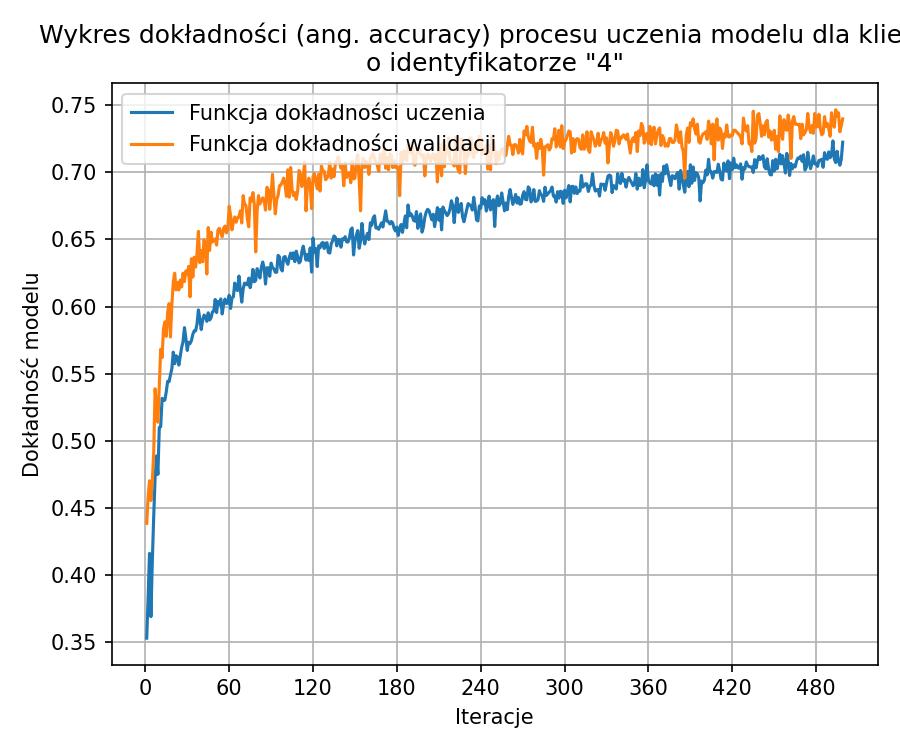 Wykres dokładności (ang. accuracy) procesu uczenia modelu dla klie
o identyfikatorze "4"
0.75
0.70
0.65
0.60
0.55
0.50
0.45
0.40
0.35
Dokładność modelu
Funkcja dokładności uczenia
Funkcja dokładności walidacji
0 60 120 180 240 300 360 420 480
Iteracje